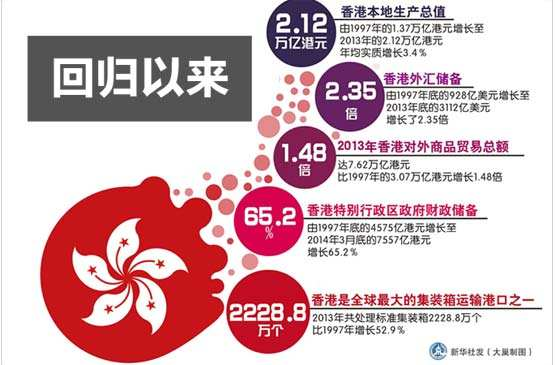 回归以来
2.12
万亿港元
香港本地生产总值
由1997年的1.37万亿港元增长至
2013年的2.12万亿港元
年均实质增长3.4%
2.35
倍
香港外汇储备
由1997年底的928亿美元增长至
2013年底的3112亿美元
增长了2.35倍
1.48
倍
2013年香港对外商品贸易总额
达7.62万亿港元
比1997年的3.07万亿港元增长1.48倍
65.2
%
香港特别行政区政府财政储备
由1997年底的4575亿港元增长至
2014年3月底的7557亿港元
增长65.2%
2228.8
万个
香港是全球最大的集装箱运输港口之一
2013年共处理标准集装箱2228.8万个
比1997年增长52.9%
新华社发(大巢制图)